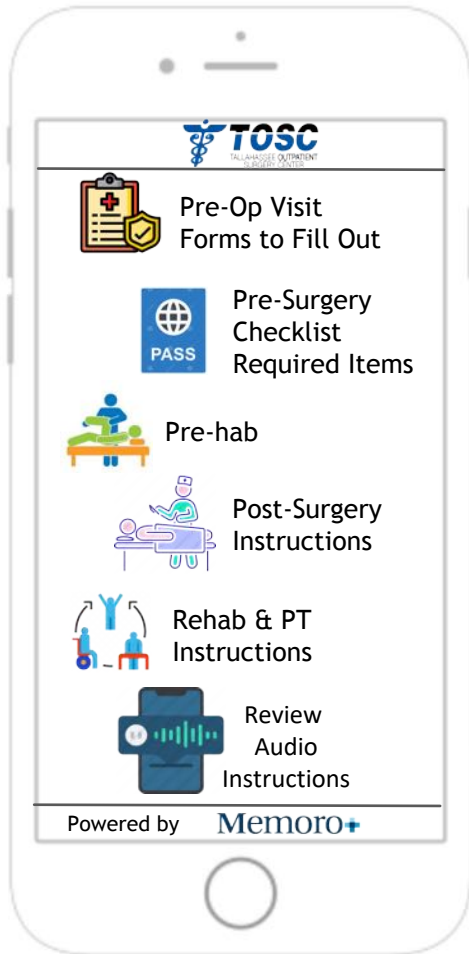 TOSC
TALLAHASSEE OUTPATIENT
SURGERY CENTER
Pre-Op Visit
Forms to Fill Out
PASS
Pre-Surgery
Checklist
Required Items
Pre-hab
Post-Surgery
Instructions
Rehab & PT
Instructions
Review
Audio
Instructions
Powered by Memoro+